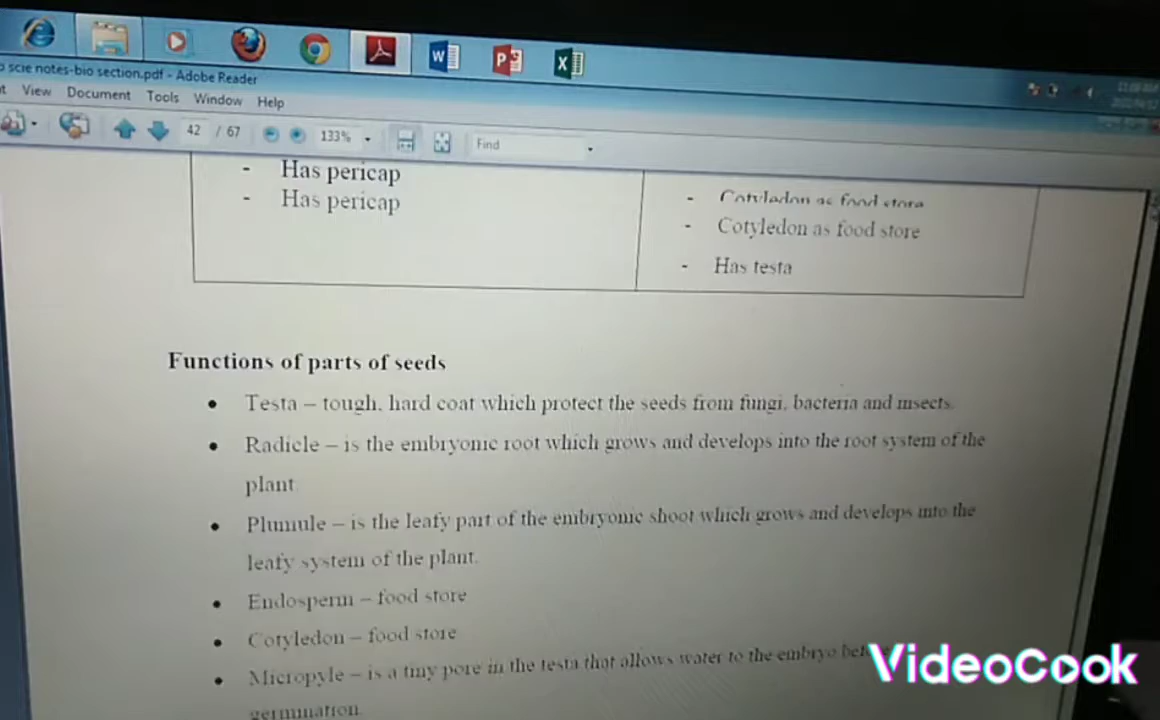 scie notes-bio section.pdf - Adobe Reader
View Document Tools Window Help
42 / 67 133% Find
- Has pericap
- Has pericap
- Cotyledon as food store
- Cotyledon as food store
- Has testa
Functions of parts of seeds
• Testa – tough, hard coat which protect the seeds from fungi, bacteria and insects.
• Radicle – is the embryonic root which grows and develops into the root system of the
plant
• Plumule – is the leafy part of the embryonic shoot which grows and develops into the
leafy system of the plant.
• Endosperm – food store
• Cotyledon – food store
• Micropyle – is a tiny pore in the testa that allows water to the embryo
germination.
VideoCook